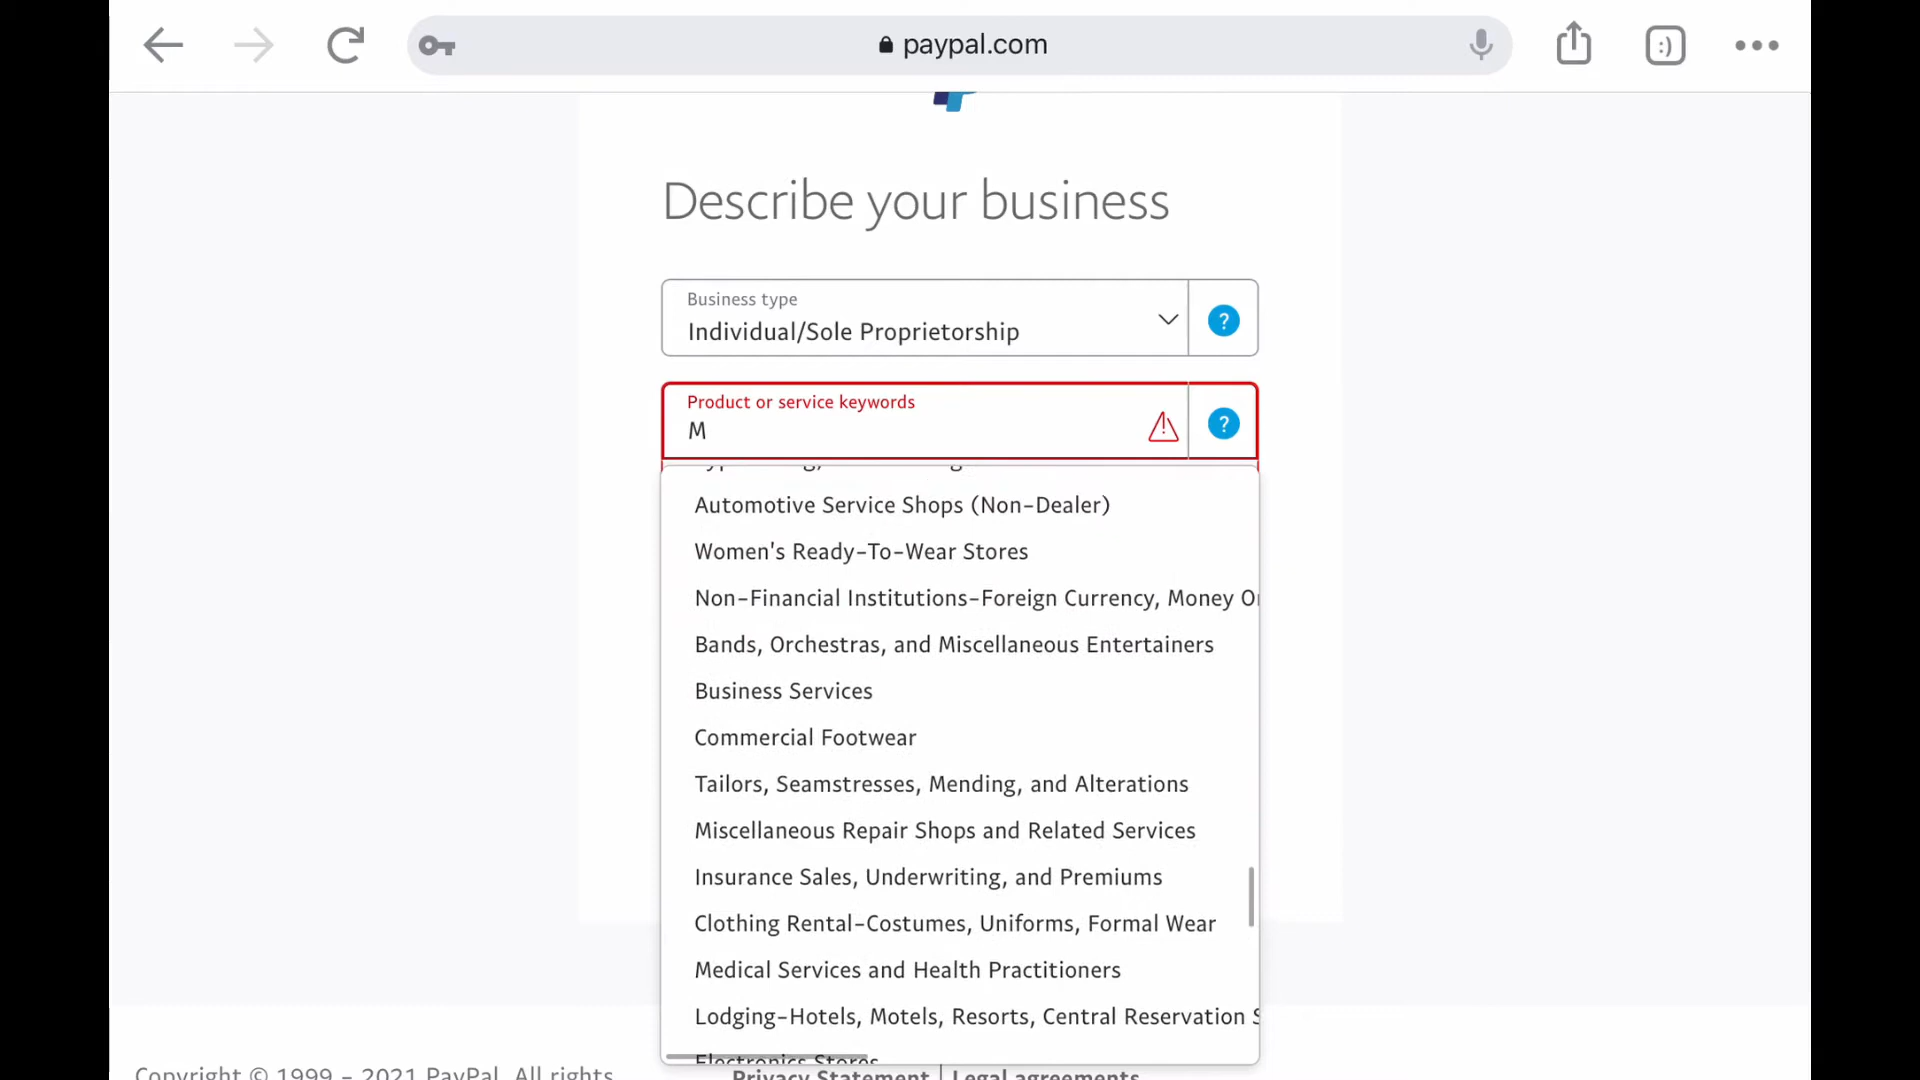 paypal.com
:)
Describe your business
Business type
Individual/Sole Proprietorship
?
Product or service keywords
M
?
Automotive Service Shops (Non-Dealer)
Women's Ready-To-Wear Stores
Non-Financial Institutions-Foreign Currency, Money Or
Bands, Orchestras, and Miscellaneous Entertainers
Business Services
Commercial Footwear
Tailors, Seamstresses, Mending, and Alterations
Miscellaneous Repair Shops and Related Services
Insurance Sales, Underwriting, and Premiums
Clothing Rental-Costumes, Uniforms, Formal Wear
Medical Services and Health Practitioners
Lodging-Hotels, Motels, Resorts, Central Reservation S
Electronics Stores
Copyright © 1999 - 2021 PayPal. All rights
Privacy Statement | Legal agreements